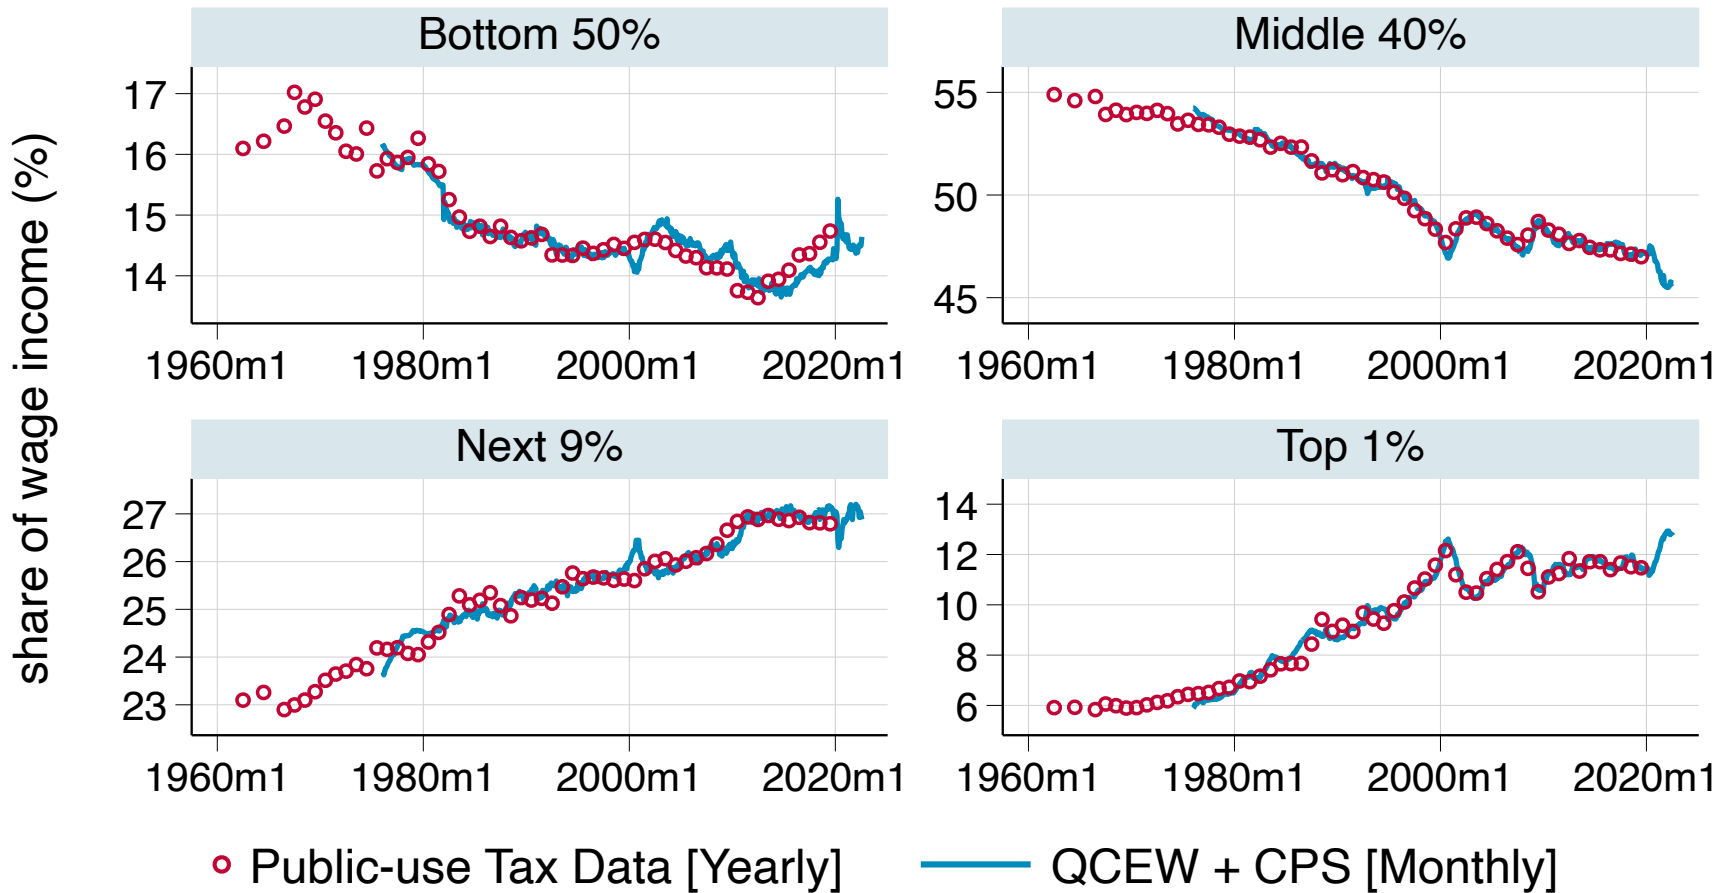 share of wage income (%)
Bottom 50%
17
16
15
14
1960m1 1980m1 2000m1 2020m1
Middle 40%
55
50
45
1960m1 1980m1 2000m1 2020m1
Next 9%
27
26
25
24
23
1960m1 1980m1 2000m1 2020m1
Top 1%
14
12
10
8
6
1960m1 1980m1 2000m1 2020m1
Public-use Tax Data [Yearly] QCEW + CPS [Monthly]